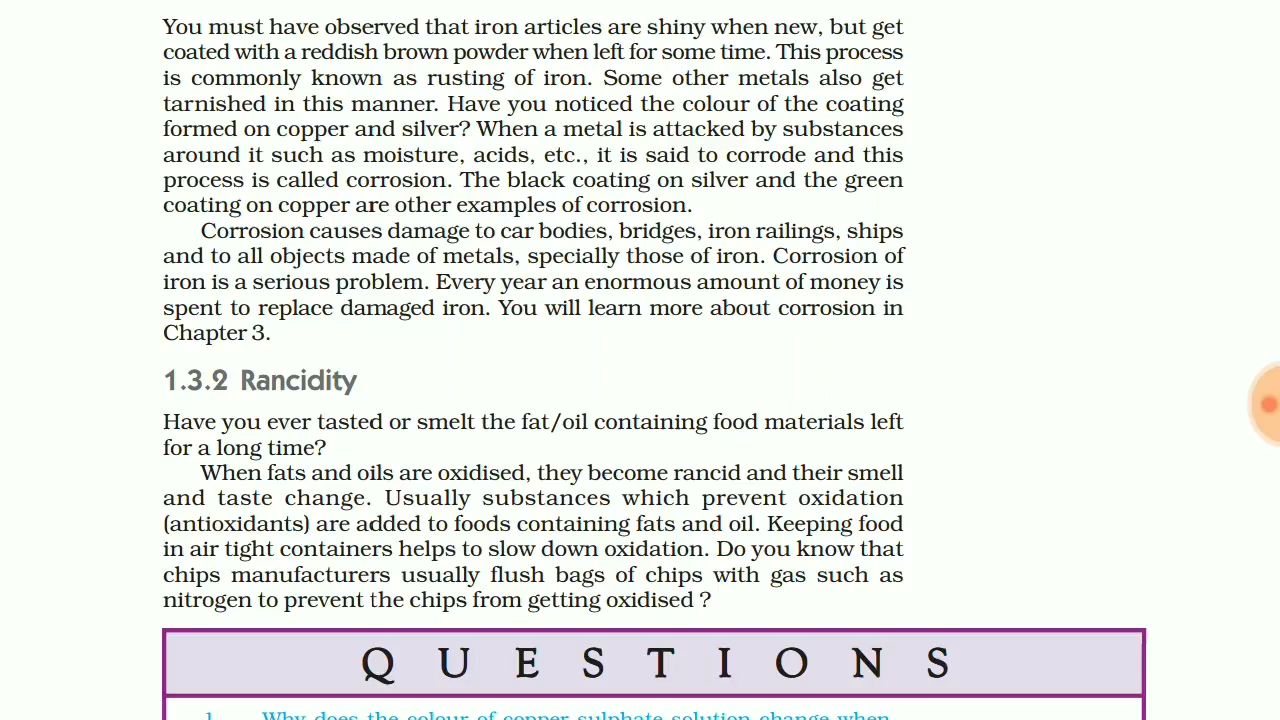 You must have observed that iron articles are shiny when new, but get
coated with a reddish brown powder when left for some time. This process
is commonly known as rusting of iron. Some other metals also get
tarnished in this manner. Have you noticed the colour of the coating
formed on copper and silver? When a metal is attacked by substances
around it such as moisture, acids, etc., it is said to corrode and this
process is called corrosion. The black coating on silver and the green
coating on copper are other examples of corrosion.
Corrosion causes damage to car bodies, bridges, iron railings, ships
and to all objects made of metals, specially those of iron. Corrosion of
iron is a serious problem. Every year an enormous amount of money is
spent to replace damaged iron. You will learn more about corrosion in
Chapter 3.
1.3.2 Rancidity
Have you ever tasted or smelt the fat/oil containing food materials left
for a long time?
When fats and oils are oxidised, they become rancid and their smell
and taste change. Usually substances which prevent oxidation
(antioxidants) are added to foods containing fats and oil. Keeping food
in air tight containers helps to slow down oxidation. Do you know that
chips manufacturers usually flush bags of chips with gas such as
nitrogen to prevent the chips from getting oxidised ?
QUESTIONS
1. Why does the colour of copper sulphate solution change when